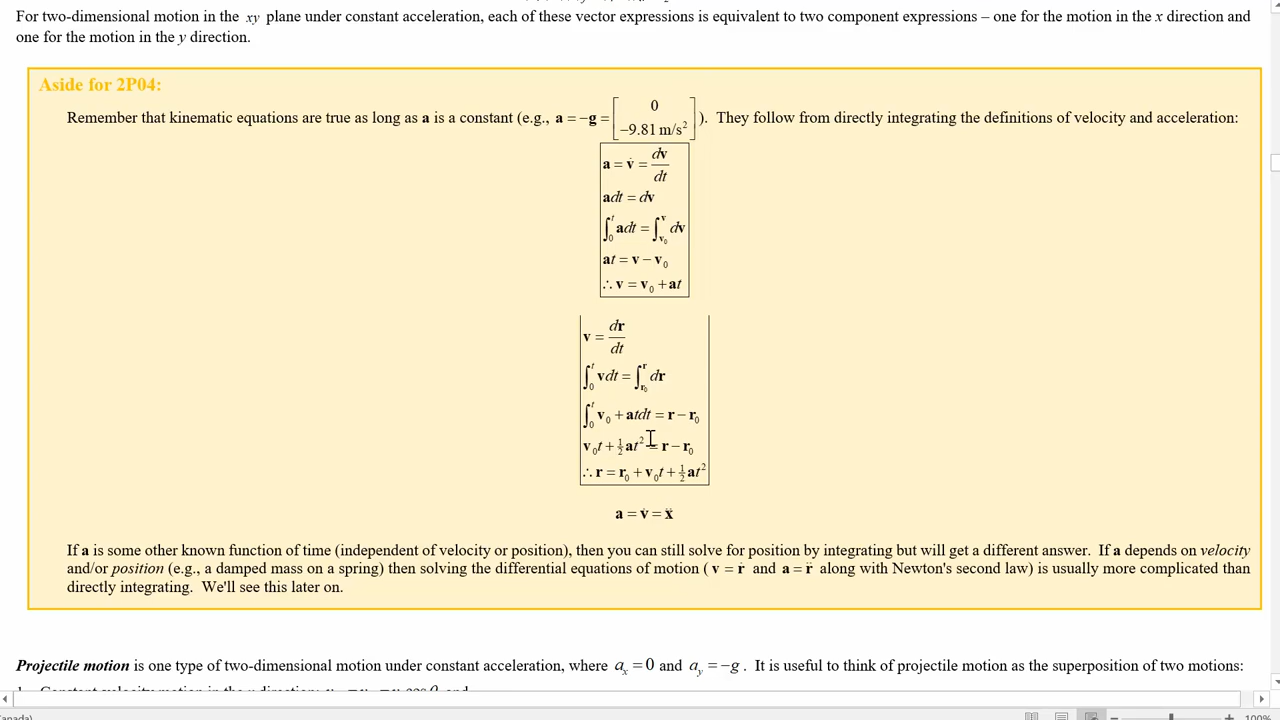 For two-dimensional motion in the xy plane under constant acceleration, each of these vector expressions is equivalent to two component expressions – one for the motion in the x direction and
one for the motion in the y direction.
Aside for 2P04:
Remember that kinematic equations are true as long as a is a constant (e.g., a = −g = [0 −9.81 m/s²]). They follow from directly integrating the definitions of velocity and acceleration:
a = v̇ = dv/dt
adt = dv
∫₀ᵗ adt = ∫_v₀^v dv
at = v − v₀
∴ v = v₀ + at
v = dr/dt
∫₀ᵗ vdt = ∫_r₀^r dr
∫₀ᵗ v₀ + atdt = r − r₀
v₀t + ½at² = r − r₀
∴ r = r₀ + v₀t + ½at²
a = v̇ = ẍ
If a is some other known function of time (independent of velocity or position), then you can still solve for position by integrating but will get a different answer. If a depends on velocity
and/or position (e.g., a damped mass on a spring) then solving the differential equations of motion ( v = ṙ and a = r̈ along with Newton's second law) is usually more complicated than
directly integrating. We'll see this later on.
Projectile motion is one type of two-dimensional motion under constant acceleration, where aₓ = 0 and a_y = −g . It is useful to think of projectile motion as the superposition of two motions:
100%